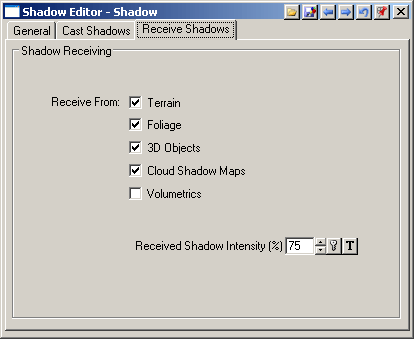 Shadow Editor - Shadow
General Cast Shadows Receive Shadows
Shadow Receiving
Receive From: Terrain
Foliage
3D Objects
Cloud Shadow Maps
Volumetrics
Received Shadow Intensity (%) 75 T